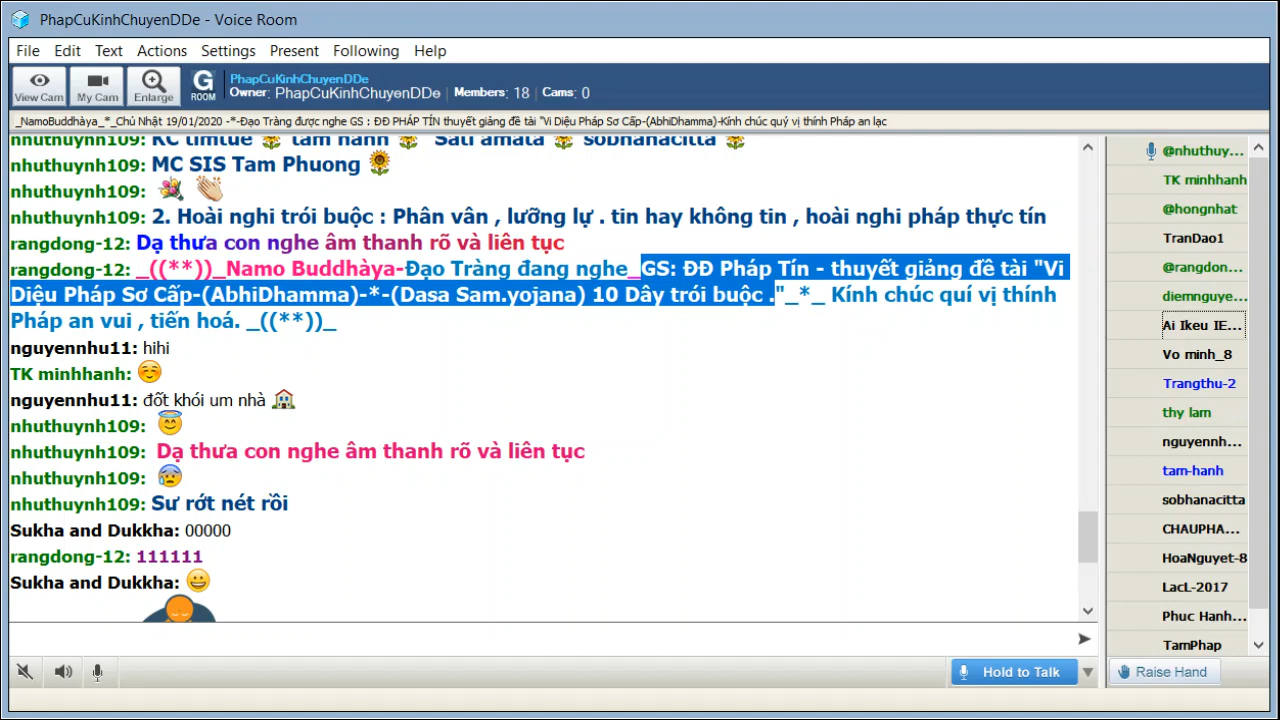 PhapCuKinhChuyenDDe - Voice Room
File Edit Text Actions Settings Present Following Help
View Cam My Cam Enlarge G ROOM
PhapCuKinhChuyenDDe
Owner: PhapCuKinhChuyenDDe Members: 18 Cams: 0
_NamoBuddhàya_*_Chủ Nhật 19/01/2020 -*-Đạo Tràng được nghe GS : ĐĐ PHÁP TÍN thuyết giảng đề tài "Vi Diệu Pháp Sơ Cấp-(AbhiDhamma)-Kính chúc quý vị thính Pháp an lạc
nhuthuynh109: KC timtue tam hanh Sati amata sobhanacitta
nhuthuynh109: MC SIS Tam Phuong
nhuthuynh109:
nhuthuynh109: 2. Hoài nghi trói buộc : Phân vân , lưỡng lự . tin hay không tin , hoài nghi pháp thực tín
rangdong-12: Dạ thưa con nghe âm thanh rõ và liên tục
rangdong-12: _((**))_Namo Buddhàya-Đạo Tràng đang nghe_GS: ĐĐ Pháp Tín - thuyết giảng đề tài "Vi
Diệu Pháp Sơ Cấp-(AbhiDhamma)-*-(Dasa Sam.yojana) 10 Dây trói buộc ."_*_ Kính chúc quí vị thính
Pháp an vui , tiến hoá. _((**))_
nguyennhu11: hihi
TK minhhanh:
nguyennhu11: đốt khói um nhà
nhuthuynh109:
nhuthuynh109: Dạ thưa con nghe âm thanh rõ và liên tục
nhuthuynh109:
nhuthuynh109: Sư rớt nét rồi
Sukha and Dukkha: 00000
rangdong-12: 111111
Sukha and Dukkha:
@nhuthuy...
TK minhhanh
@hongnhat
TranDao1
@rangdon...
diemnguye...
Ai Ikeu IE...
Vo minh_8
Trangthu-2
thy lam
nguyennh...
tam-hanh
sobhanacitta
CHAUPHA...
HoaNguyet-8
LacL-2017
Phuc Hanh...
TamPhap
Hold to Talk
Raise Hand